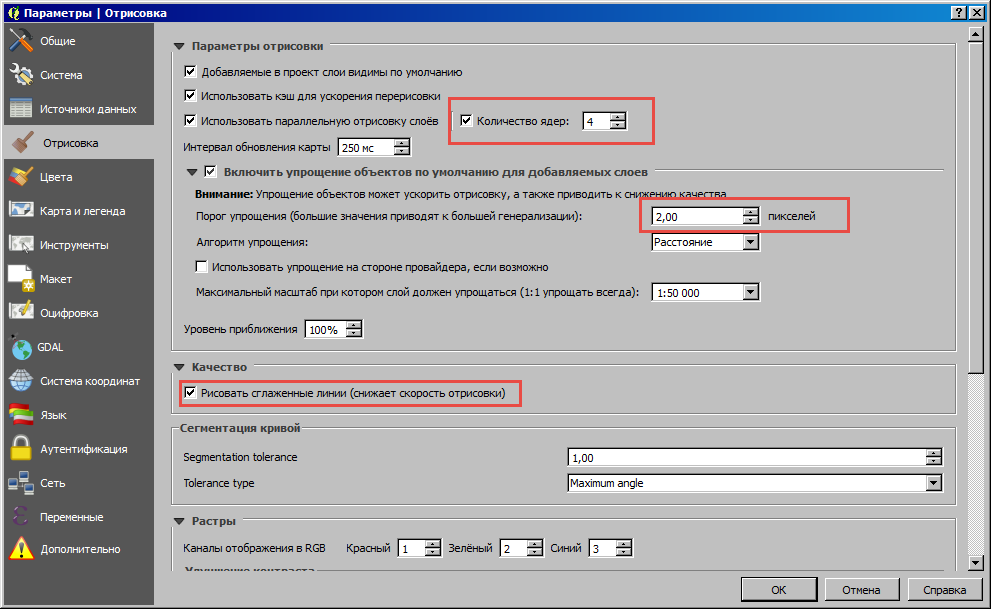 Параметры | Отрисовка
Общие
Система
Источники данных
Отрисовка
Цвета
Карта и легенда
Инструменты
Макет
Оцифровка
GDAL
Система координат
Язык
Аутентификация
Сеть
Переменные
Дополнительно
Параметры отрисовки
Добавляемые в проект слои видимы по умолчанию
Использовать кэш для ускорения перерисовки
Использовать параллельную отрисовку слоёв Количество ядер: 4
Интервал обновления карты 250 мс
Включить упрощение объектов по умолчанию для добавляемых слоев
Внимание: Упрощение объектов может ускорить отрисовку, а также приводить к снижению качества
Порог упрощения (большие значения приводят к большей генерализации): 2,00 пикселей
Алгоритм упрощения: Расстояние
Использовать упрощение на стороне провайдера, если возможно
Максимальный масштаб при котором слой должен упрощаться (1:1 упрощать всегда): 1:50 000
Уровень приближения 100%
Качество
Рисовать сглаженные линии (снижает скорость отрисовки)
Сегментация кривой
Segmentation tolerance 1,00
Tolerance type Maximum angle
Растры
Каналы отображения в RGB Красный 1 Зелёный 2 Синий 3
Улучшение контраста
OK Отмена Справка